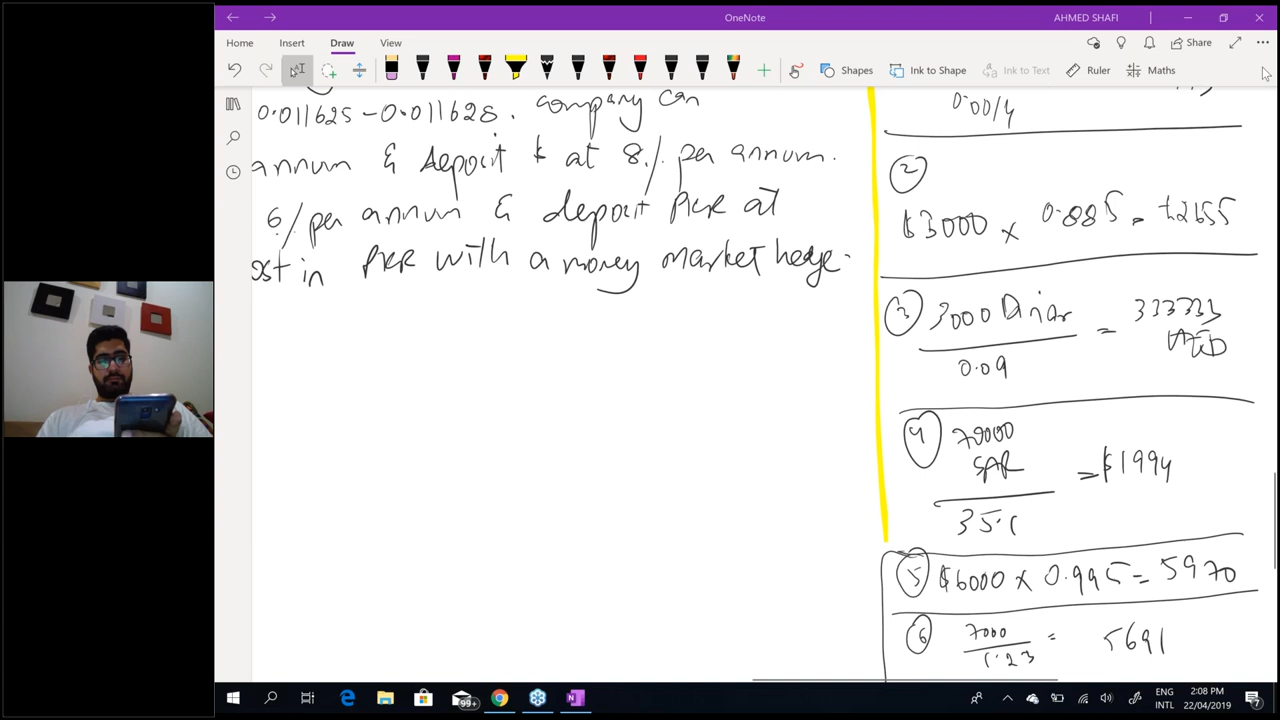 OneNote
AHMED SHAFI
Home
Insert
Draw
View
Share
Shapes
Ink to Shape
Ink to Text
Ruler
Maths
0.011625 - 0.011628. Company can
annum & deposit $ at 8% per annum.
6% per annum & deposit PKR at
ost in PKR with a money market hedge.
0.0014
2
$3000 x 0.885 = £2655
3
3000 Dinar
0.09
= 33333
AED
4
70000
SAR
35.1
= $1994
5 $6000 x 0.995 = 5970
6
7000
1.23
= 5691
99+
ENG
INTL
2:08 PM
22/04/2019
7